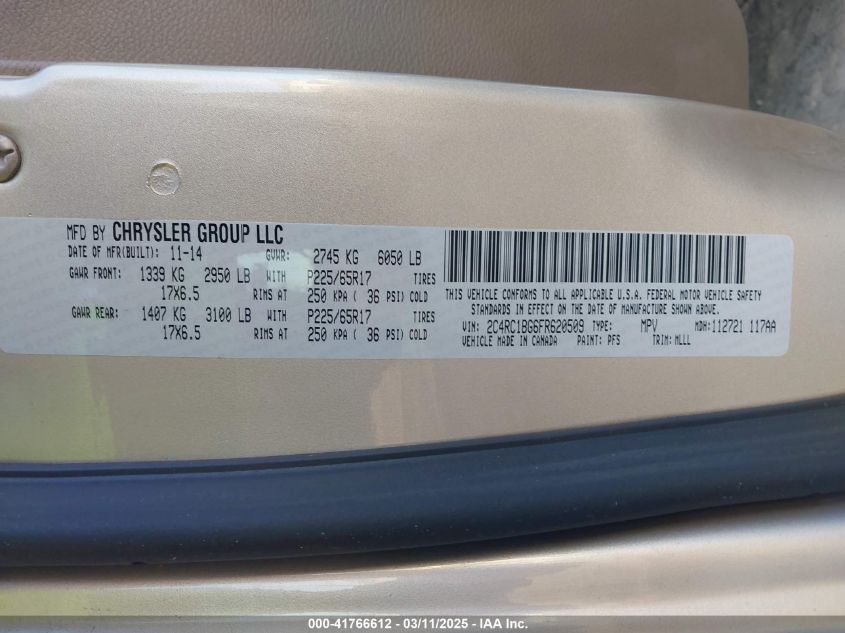 MFD BY CHRYSLER GROUP LLC
DATE OF MFR(BUILT): 11-14 GVWR: 2745 KG 6050 LB
GAWR FRONT: 1339 KG 2950 LB WITH P225/65R17 TIRES
17X6.5 RIMS AT 250 KPA ( 36 PSI) COLD
GAWR REAR: 1407 KG 3100 LB WITH P225/65R17 TIRES
17X6.5 RIMS AT 250 KPA ( 36 PSI) COLD
THIS VEHICLE CONFORMS TO ALL APPLICABLE U.S.A. FEDERAL MOTOR VEHICLE SAFETY
STANDARDS IN EFFECT ON THE DATE OF MANUFACTURE SHOWN ABOVE.
VIN: 2C4RC1BG6FR620509 TYPE: MPV MDH: 112721 117AA
VEHICLE MADE IN CANADA PAINT: PFS TRIM: MLLL
000-41766612 - 03/11/2025 - IAA Inc.